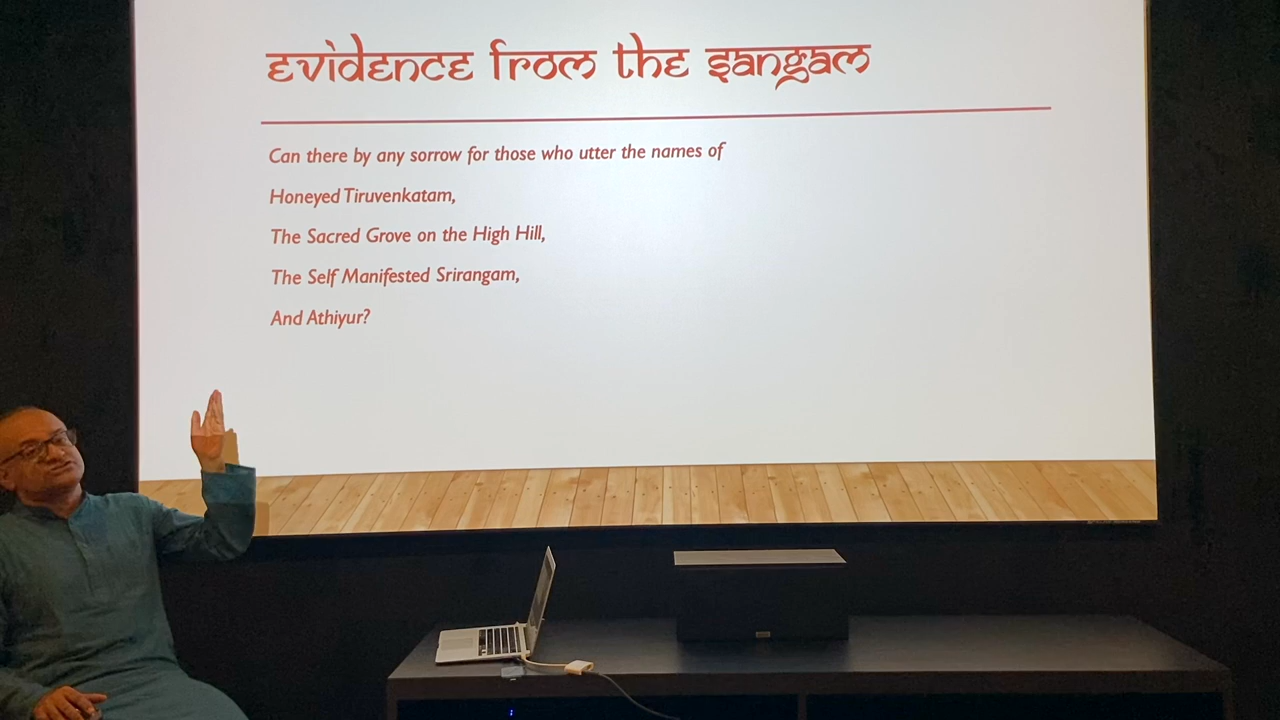 Evidence from the Sangam
Can there by any sorrow for those who utter the names of
Honeyed Tiruvenkatam,
The Sacred Grove on the High Hill,
The Self Manifested Srirangam,
And Athiyur?